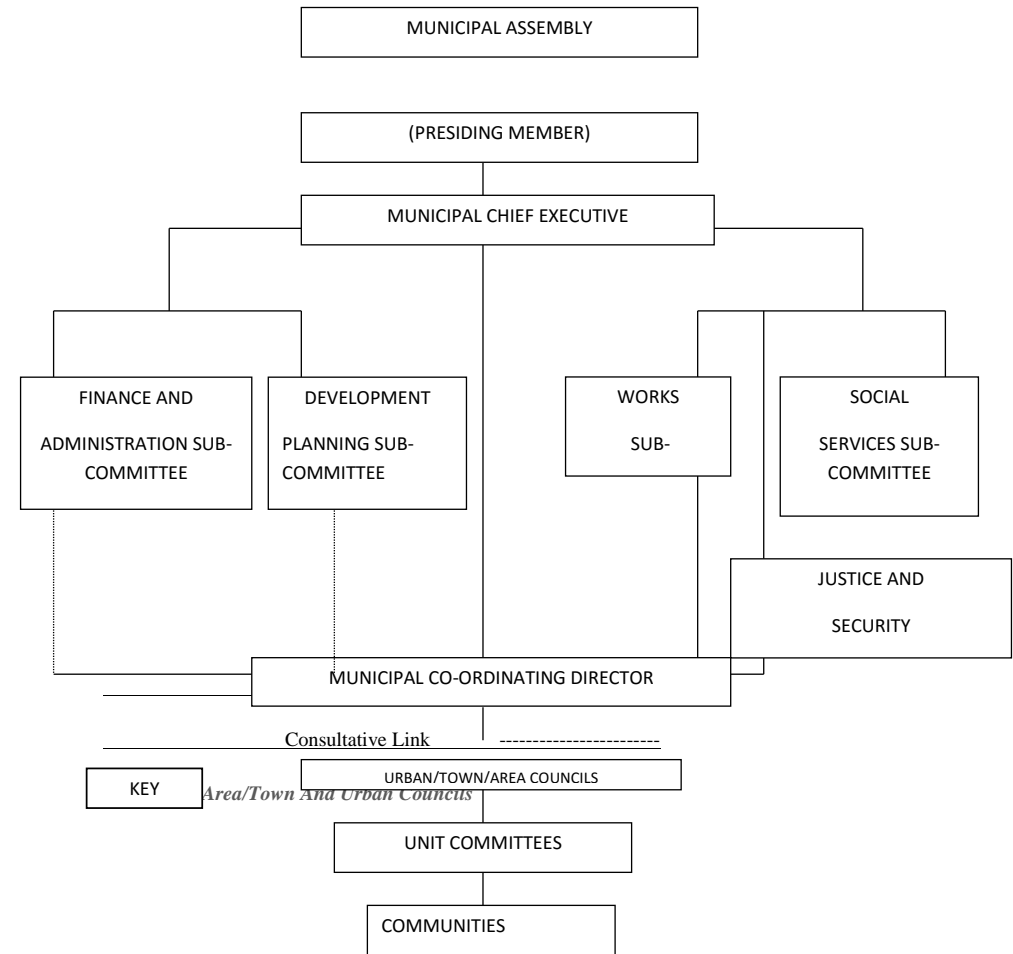 MUNICIPAL ASSEMBLY
(PRESIDING MEMBER)
MUNICIPAL CHIEF EXECUTIVE
FINANCE AND
ADMINISTRATION SUB-
COMMITTEE
DEVELOPMENT
PLANNING SUB-
COMMITTEE
WORKS
SUB-
SOCIAL
SERVICES SUB-
COMMITTEE
JUSTICE AND
SECURITY
MUNICIPAL CO-ORDINATING DIRECTOR
Consultative Link ------------------------
URBAN/TOWN/AREA COUNCILS
KEY
Area/Town And Urban Councils
UNIT COMMITTEES
COMMUNITIES